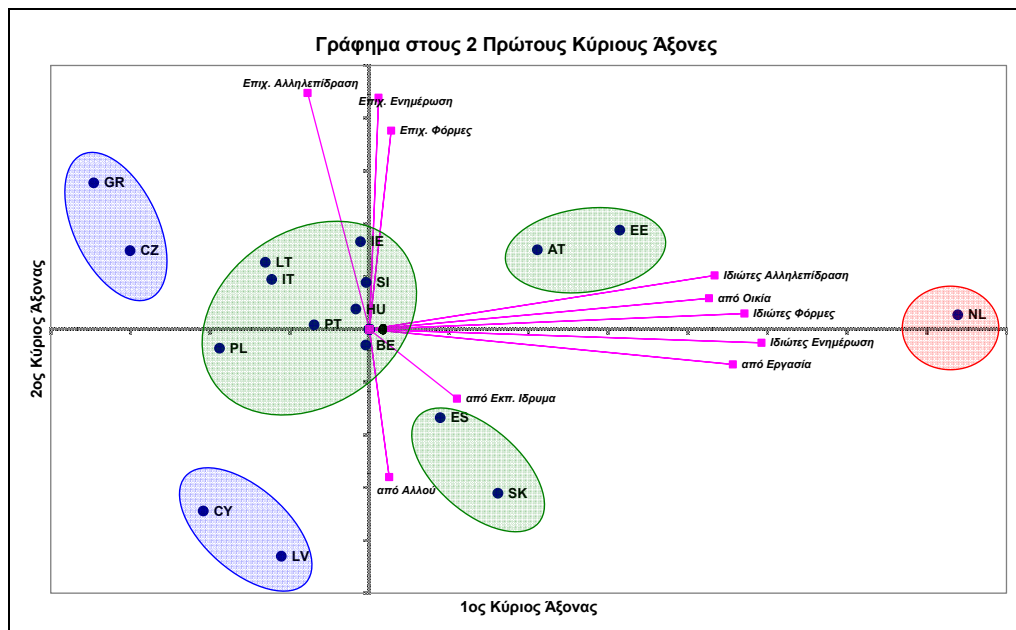 Γράφημα στους 2 Πρώτους Κύριους Άξονες
Επιχ. Αλληλεπίδραση
Επιχ. Ενημέρωση
Επιχ. Φόρμες
GR
CZ
IE
LT
IT
SI
HU
PT
PL
BE
AT
EE
Ιδιώτες Αλληλεπίδραση
από Οικία
Ιδιώτες Φόρμες
NL
Ιδιώτες Ενημέρωση
από Εργασία
από Εκπ. Ιδρυμα
ES
από Αλλού
SK
CY
LV
2ος Κύριος Άξονας
1ος Κύριος Άξονας